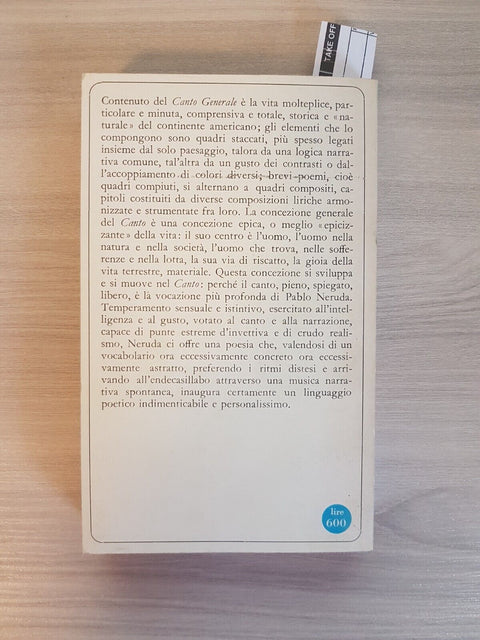 TAKE OFF
Contenuto del Canto Generale è la vita molteplice, par-
ticolare e minuta, comprensiva e totale, storica e «na-
turale» del continente americano; gli elementi che lo
compongono sono quadri staccati, più spesso legati
insieme dal solo paesaggio, talora da una logica narra-
tiva comune, tal'altra da un gusto dei contrasti o dal-
l'accoppiamento di colori diversi; brevi poemi, cioè
quadri compiuti, si alternano a quadri compositi, ca-
pitoli costituiti da diverse composizioni liriche armo-
nizzate e strumentate fra loro. La concezione generale
del Canto è una concezione epica, o meglio «epiciz-
zante» della vita: il suo centro è l'uomo, l'uomo nella
natura e nella società, l'uomo che trova, nelle soffe-
renze e nella lotta, la sua via di riscatto, la gioia della
vita terrestre, materiale. Questa concezione si sviluppa
e si muove nel Canto: perché il canto, pieno, spiegato,
libero, è la vocazione più profonda di Pablo Neruda.
Temperamento sensuale e istintivo, esercitato all'intel-
ligenza e al gusto, votato al canto e alla narrazione,
capace di punte estreme d'invettiva e di crudo reali-
smo, Neruda ci offre una poesia che, valendosi di un
vocabolario ora eccessivamente concreto ora eccessi-
vamente astratto, preferendo i ritmi distesi e arri-
vando all'endecasillabo attraverso una musica narra-
tiva spontanea, inaugura certamente un linguaggio
poetico indimenticabile e personalissimo.
lire
600